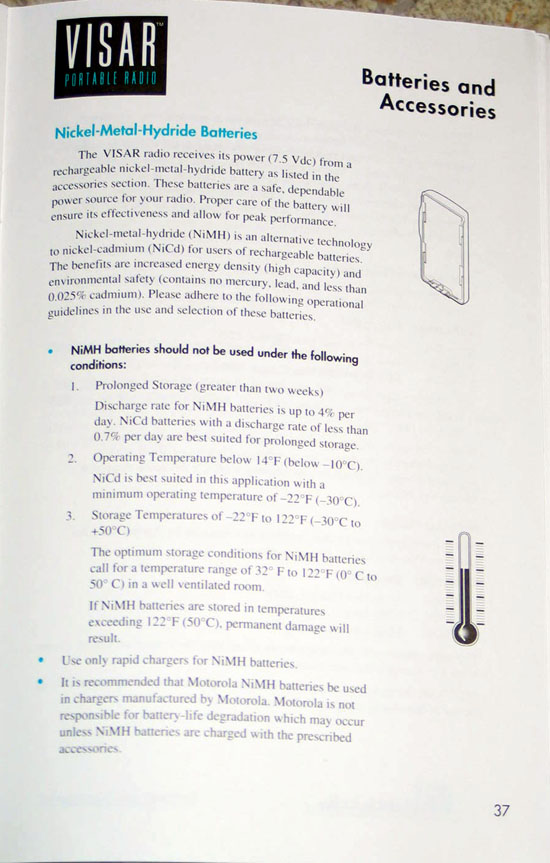 VISAR™
PORTABLE RADIO
Batteries and
Accessories
Nickel-Metal-Hydride Batteries
The VISAR radio receives its power (7.5 Vdc) from a
rechargeable nickel-metal-hydride battery as listed in the
accessories section. These batteries are a safe, dependable
power source for your radio. Proper care of the battery will
ensure its effectiveness and allow for peak performance.
Nickel-metal-hydride (NiMH) is an alternative technology
to nickel-cadmium (NiCd) for users of rechargeable batteries.
The benefits are increased energy density (high capacity) and
environmental safety (contains no mercury, lead, and less than
0.025% cadmium). Please adhere to the following operational
guidelines in the use and selection of these batteries.
• NiMH batteries should not be used under the following
conditions:
1. Prolonged Storage (greater than two weeks)
Discharge rate for NiMH batteries is up to 4% per
day. NiCd batteries with a discharge rate of less than
0.7% per day are best suited for prolonged storage.
2. Operating Temperature below 14°F (below –10°C).
NiCd is best suited in this application with a
minimum operating temperature of –22°F (–30°C).
3. Storage Temperatures of –22°F to 122°F (–30°C to
+50°C)
The optimum storage conditions for NiMH batteries
call for a temperature range of 32° F to 122°F (0° C to
50° C) in a well ventilated room.
If NiMH batteries are stored in temperatures
exceeding 122°F (50°C), permanent damage will
result.
• Use only rapid chargers for NiMH batteries.
• It is recommended that Motorola NiMH batteries be used
in chargers manufactured by Motorola. Motorola is not
responsible for battery-life degradation which may occur
unless NiMH batteries are charged with the prescribed
accessories.
37